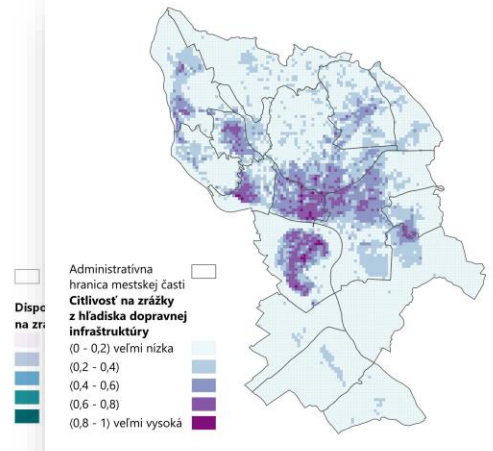 Administratívna
hranica mestskej časti
Citlivosť na zrážky
z hľadiska dopravnej
infraštruktúry
⟨0 - 0,2) veľmi nízka
⟨0,2 - 0,4)
⟨0,4 - 0,6)
⟨0,6 - 0,8)
⟨0,8 - 1) veľmi vysoká
Dispo
na zrá